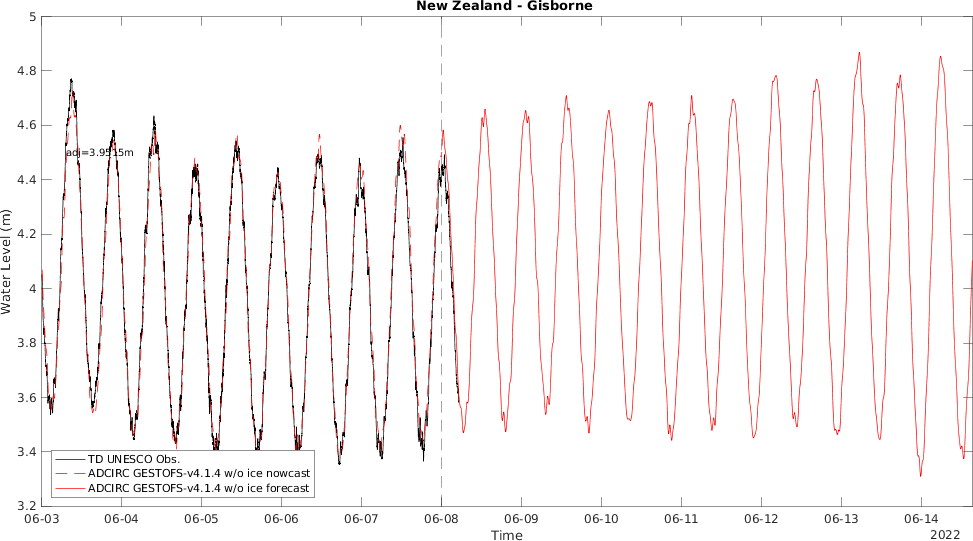 New Zealand - Gisborne
5
4.8
4.6
4.4
4.2
4
3.8
3.6
3.4
3.2
Water Level (m)
adj=3.9515m
TD UNESCO Obs.
ADCIRC GESTOFS-v4.1.4 w/o ice nowcast
ADCIRC GESTOFS-v4.1.4 w/o ice forecast
06-03 06-04 06-05 06-06 06-07 06-08 06-09 06-10 06-11 06-12 06-13 06-14
Time
2022